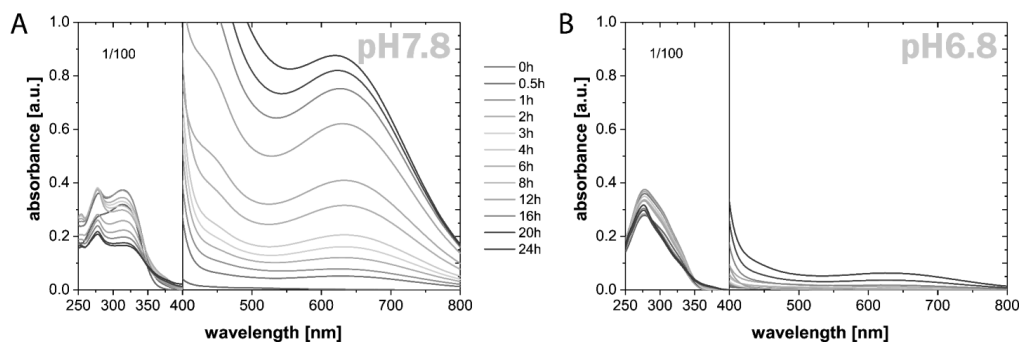 A
pH7.8
1/100
absorbance [a.u.]
1.0
0.8
0.6
0.4
0.2
0.0
250 300 350 400 500 600 700 800
wavelength [nm]
0h
0.5h
1h
2h
3h
4h
6h
8h
12h
16h
20h
24h
B
pH6.8
1/100
absorbance [a.u.]
1.0
0.8
0.6
0.4
0.2
0.0
250 300 350 400 500 600 700 800
wavelength [nm]